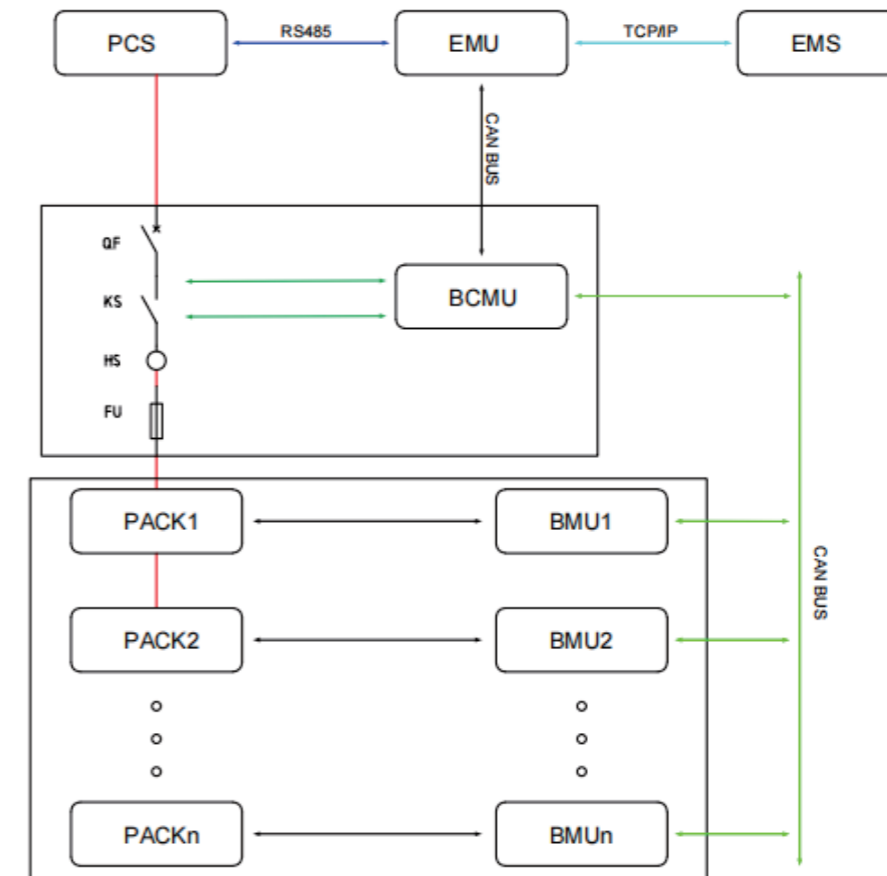 PCS
RS485
EMU
TCP/IP
EMS
CAN BUS
QF
KS
HS
FU
BCMU
PACK1
BMU1
CAN BUS
PACK2
BMU2
PACKn
BMUn